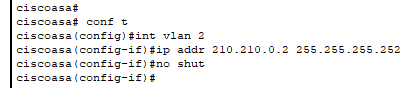 ciscoasa#
ciscoasa# conf t
ciscoasa(config)#int vlan 2
ciscoasa(config-if)#ip addr 210.210.0.2 255.255.255.252
ciscoasa(config-if)#no shut
ciscoasa(config-if)#